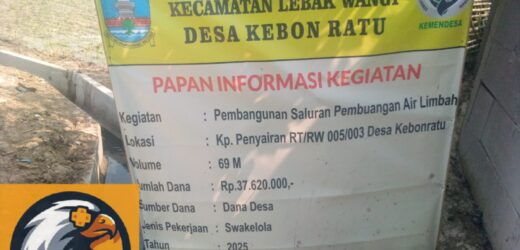 KECAMATAN LEBAK WANGI
DESA KEBON RATU
KEMENDESA
PAPAN INFORMASI KEGIATAN
Kegiatan : Pembangunan Saluran Pembuangan Air Limbah
Lokasi : Kp. Penyairan RT/RW 005/003 Desa Kebonratu
Volume : 69 M
Jumlah Dana : Rp.37.620.000,-
Sumber Dana : Dana Desa
Jenis Pekerjaan : Swakelola
Tahun : 2025